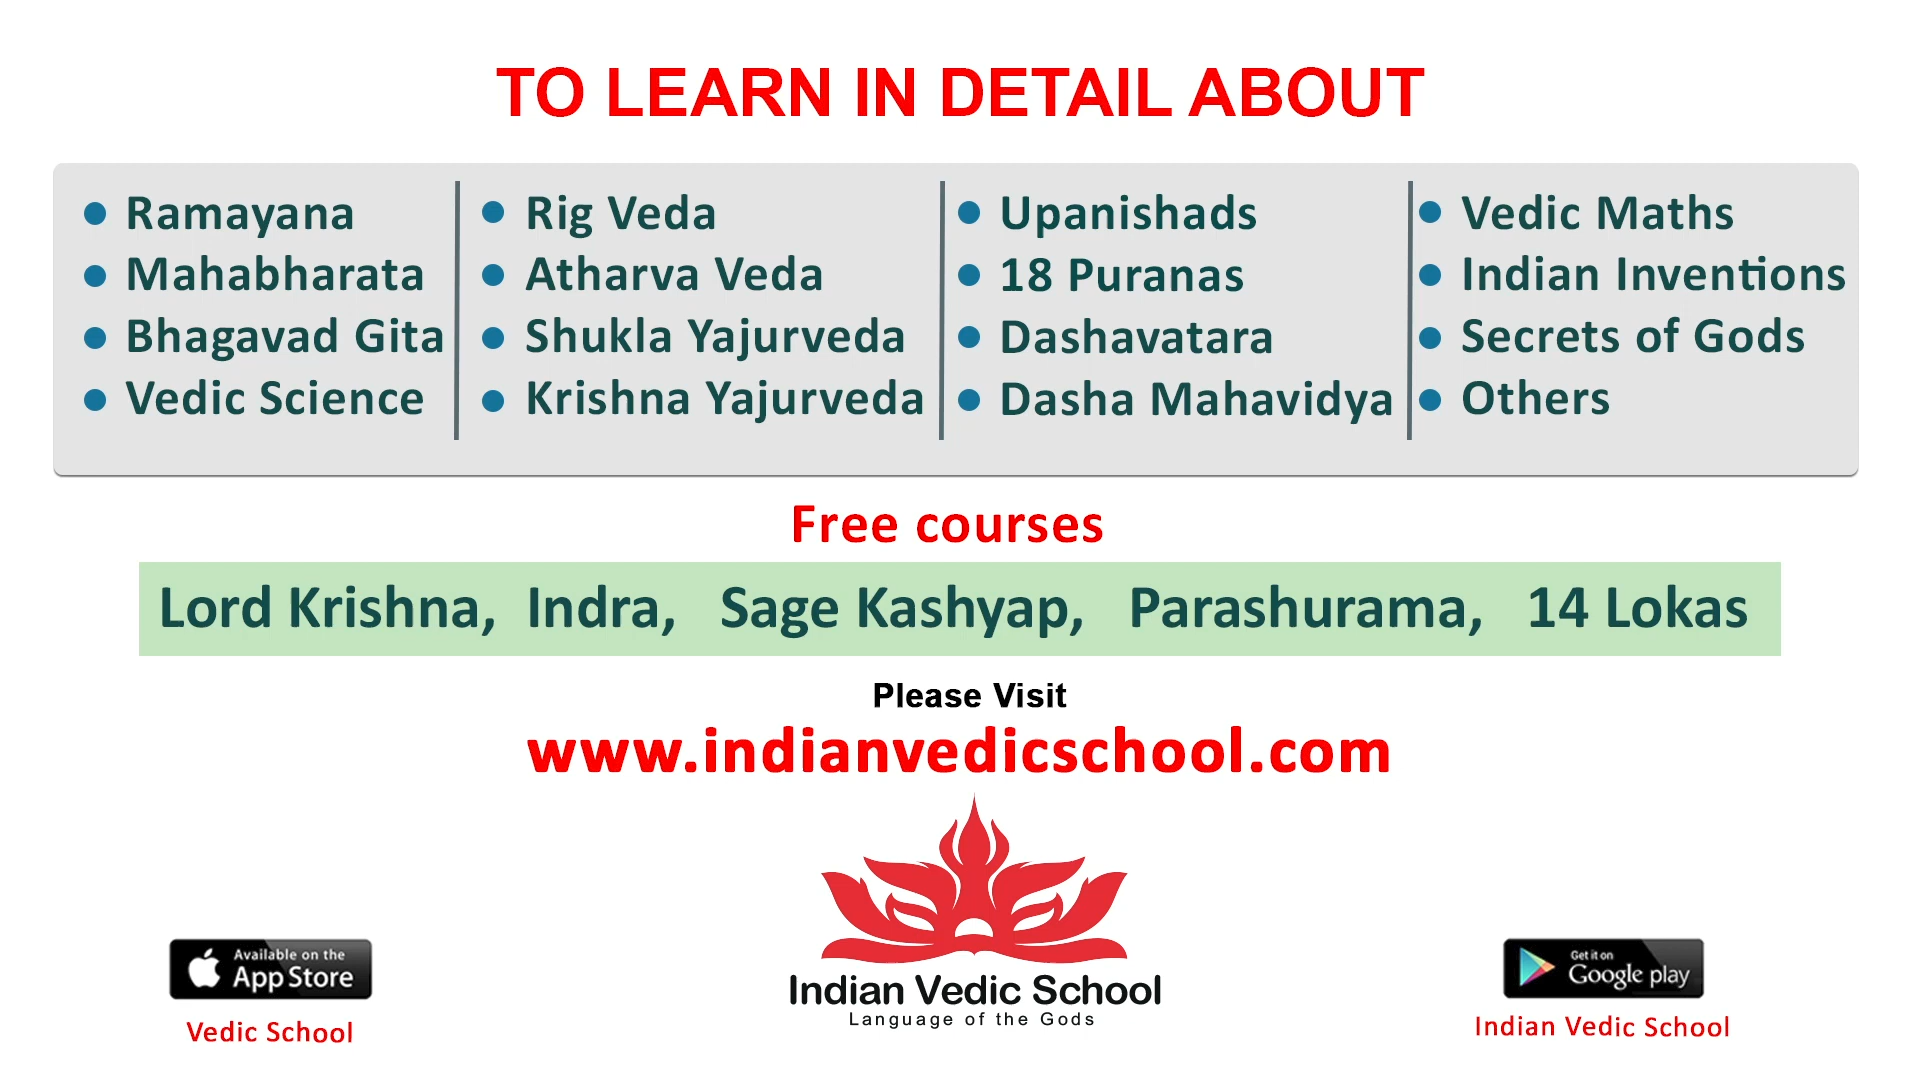 TO LEARN IN DETAIL ABOUT
Ramayana
Mahabharata
Bhagavad Gita
Vedic Science
Rig Veda
Atharva Veda
Shukla Yajurveda
Krishna Yajurveda
Upanishads
18 Puranas
Dashavatara
Dasha Mahavidya
Vedic Maths
Indian Inventions
Secrets of Gods
Others
Free courses
Lord Krishna, Indra, Sage Kashyap, Parashurama, 14 Lokas
Please Visit
www.indianvedicschool.com
Indian Vedic School
Language of the Gods
Available on the
App Store
Vedic School
Get it on
Google play
Indian Vedic School